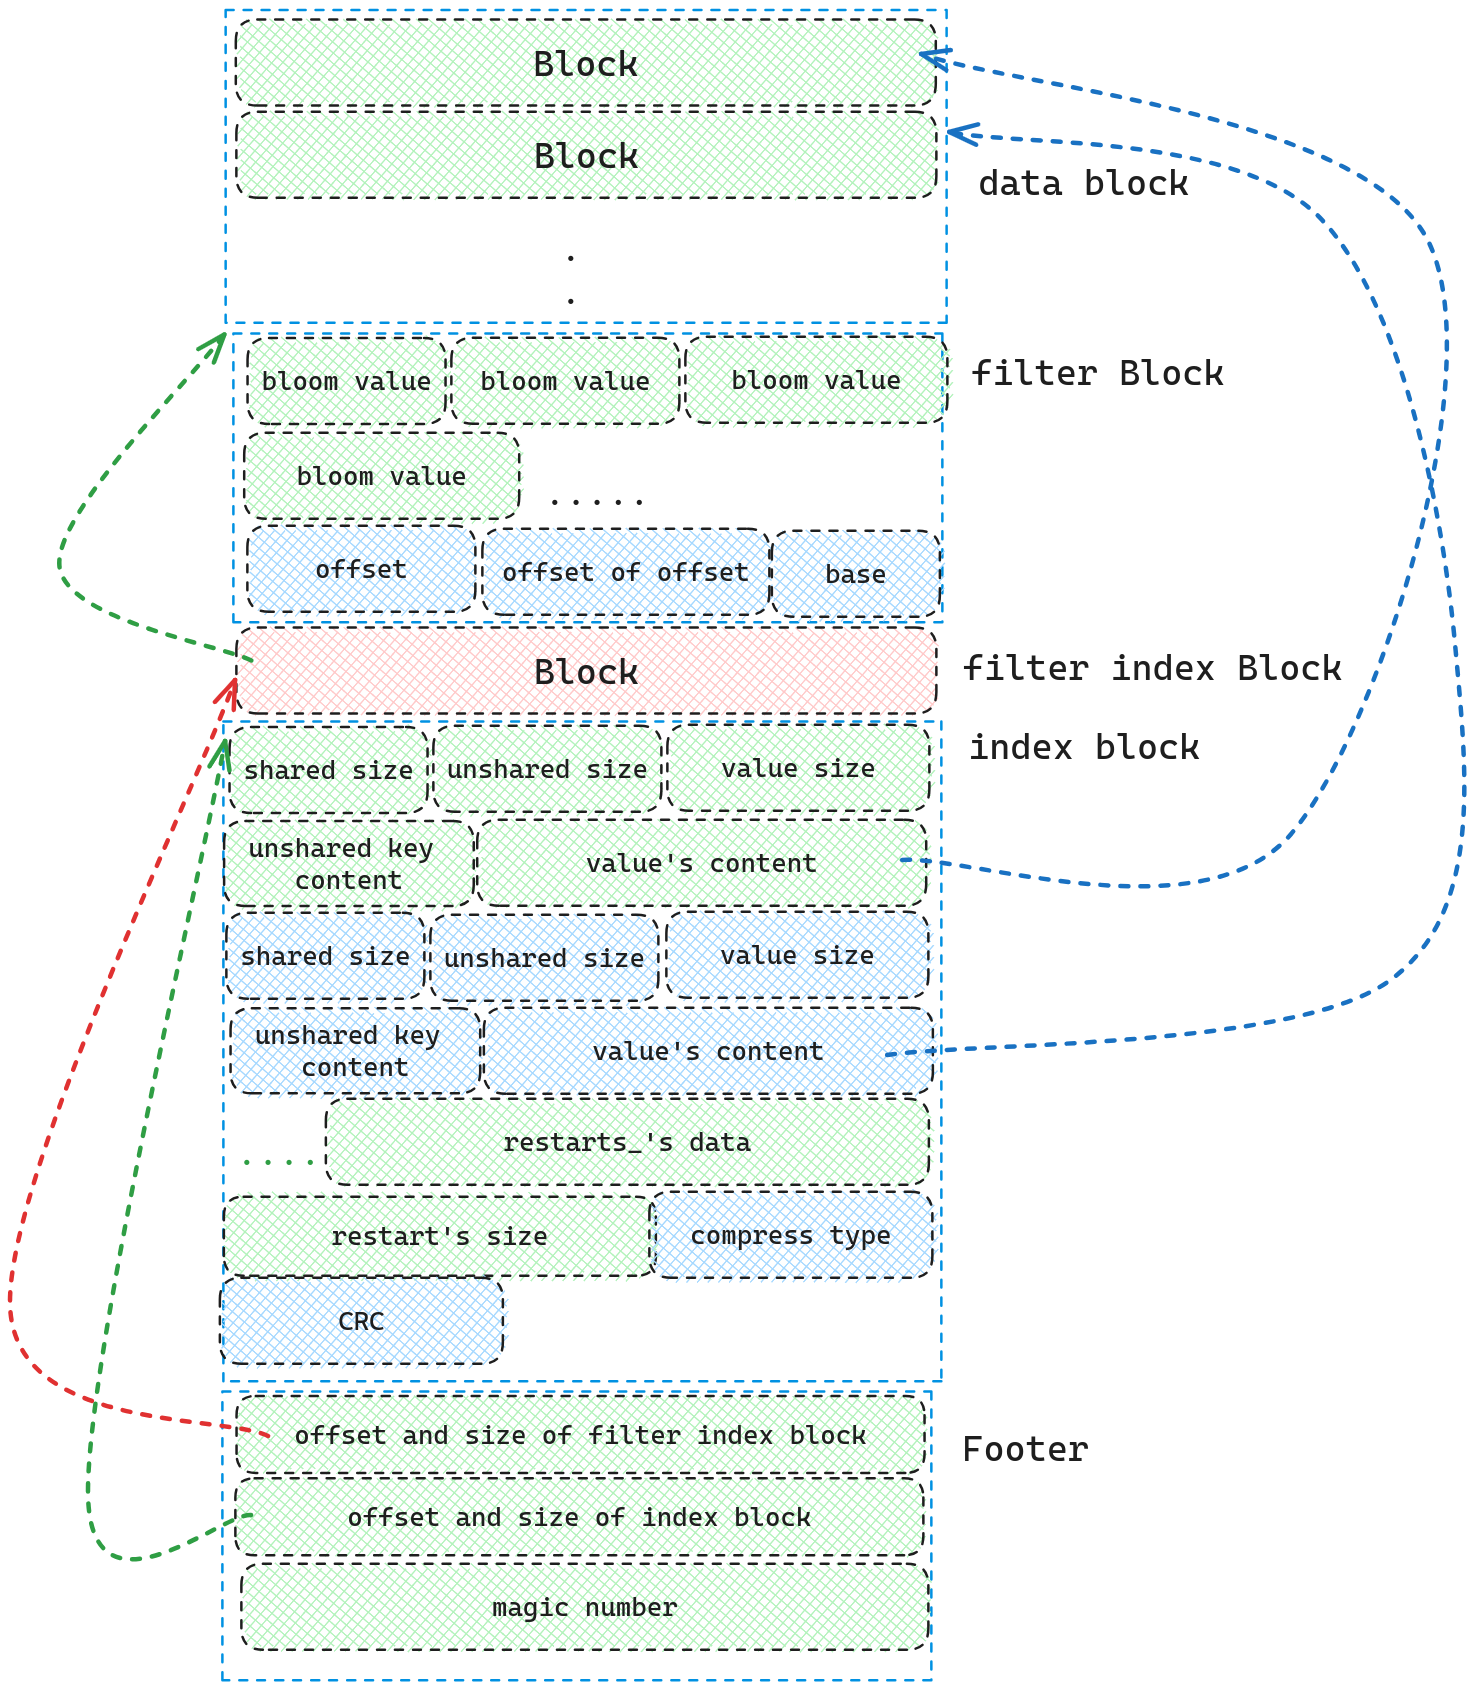 Block
Block
data block
.
.
bloom value bloom value bloom value
filter Block
bloom value
.....
offset offset of offset base
Block
filter index Block
index block
shared size unshared size value size
unshared key
content
value's content
shared size unshared size value size
unshared key
content
value's content
....
restarts_'s data
restart's size compress type
CRC
offset and size of filter index block
Footer
offset and size of index block
magic number